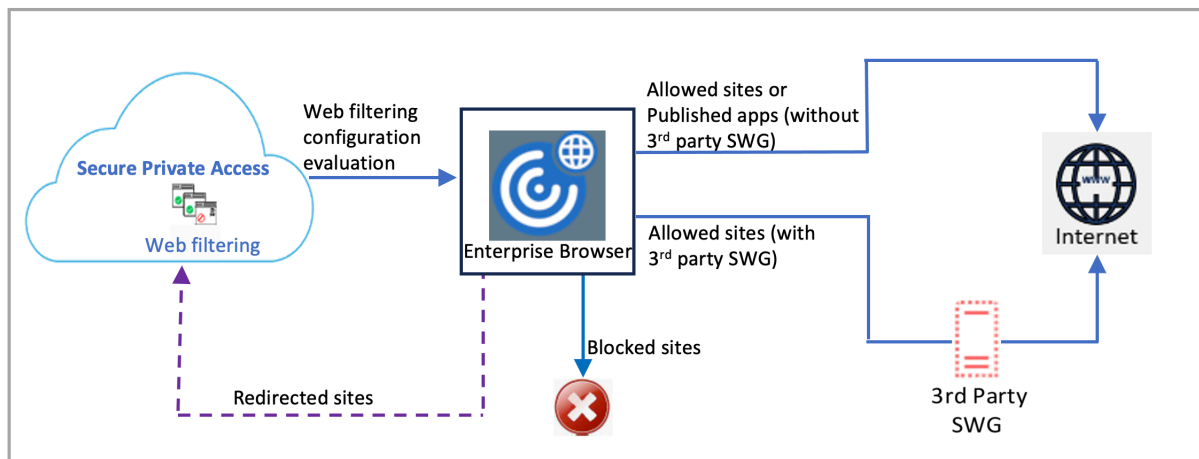 Secure Private Access
Web filtering
Web filtering
configuration
evaluation
Enterprise Browser
Allowed sites or
Published apps (without
3rd party SWG)
Allowed sites (with
3rd party SWG)
www
Internet
Blocked sites
Redirected sites
3rd Party
SWG